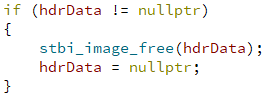 if (hdrData != nullptr)
{
    stbi_image_free(hdrData);
    hdrData = nullptr;
}